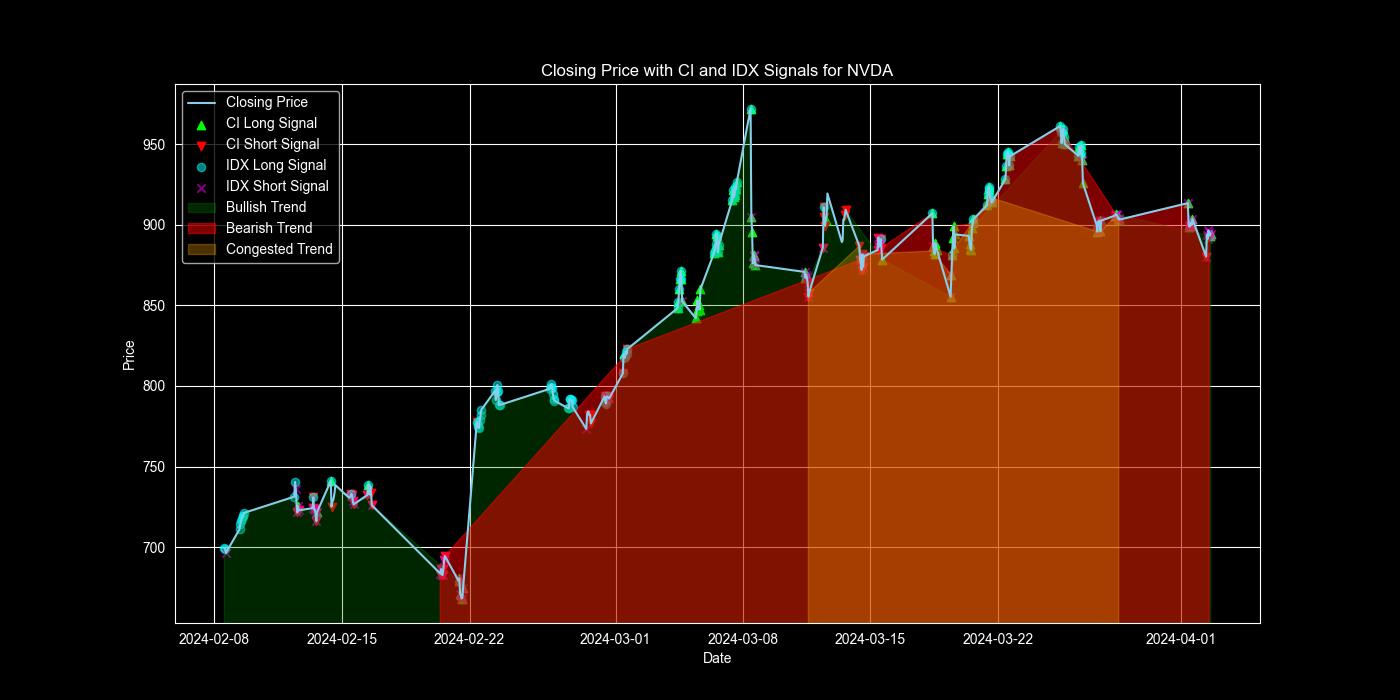 Closing Price with CI and IDX Signals for NVDA
Closing Price
CI Long Signal
CI Short Signal
IDX Long Signal
IDX Short Signal
Bullish Trend
Bearish Trend
Congested Trend
950
900
850
800
750
700
Price
2024-02-08 2024-02-15 2024-02-22 2024-03-01 2024-03-08 2024-03-15 2024-03-22 2024-04-01
Date